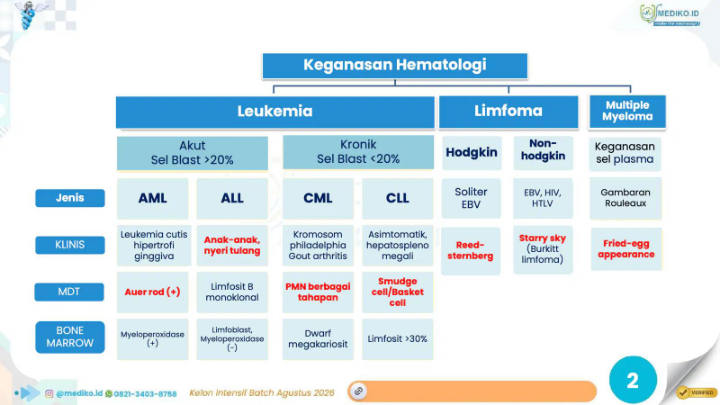 MEDIKO.ID
Keganasan Hematologi
Leukemia
Limfoma
Multiple
Myeloma
Akut
Sel Blast >20%
Kronik
Sel Blast <20%
Hodgkin
Non-
hodgkin
Keganasan
sel plasma
Jenis
AML
ALL
CML
CLL
Soliter
EBV
EBV, HIV,
HTLV
Gambaran
Rouleaux
KLINIS
Leukemia cutis
hipertrofi
ginggiva
Anak-anak,
nyeri tulang
Kromosom
philadelphia
Gout arthritis
Asimtomatik,
hepatospleno
megali
Reed-
sternberg
Starry sky
(Burkitt
limfoma)
Fried-egg
appearance
MDT
Auer rod (+)
Limfosit B
monoklonal
PMN berbagai
tahapan
Smudge
cell/Basket
cell
BONE
MARROW
Myeloperoxidase
(+)
Limfoblast,
Myeloperoxidase
(-)
Dwarf
megakariosit
Limfosit >30%
@mediko.id 0821-3403-8758
Kelan Intensif Batch Agustus 2026
2
VERIFIED